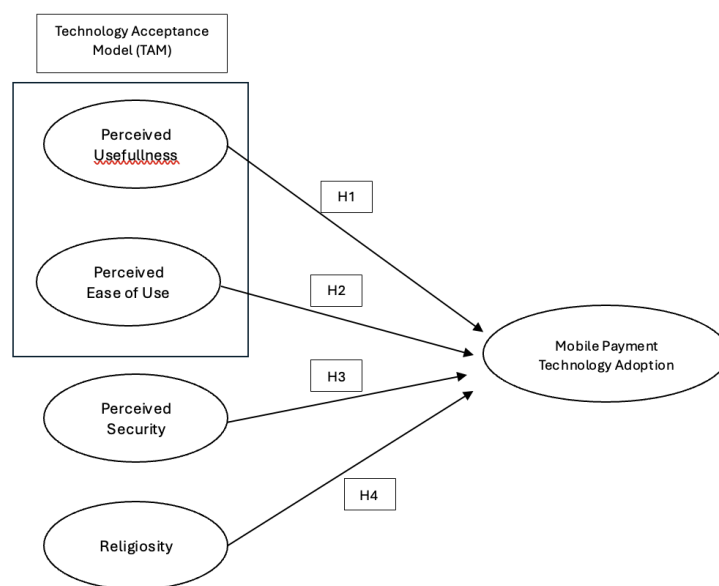 Technology Acceptance
Model (TAM)
Perceived
Usefullness
H1
Perceived
Ease of Use
H2
Mobile Payment
Technology Adoption
H3
Perceived
Security
H4
Religiosity